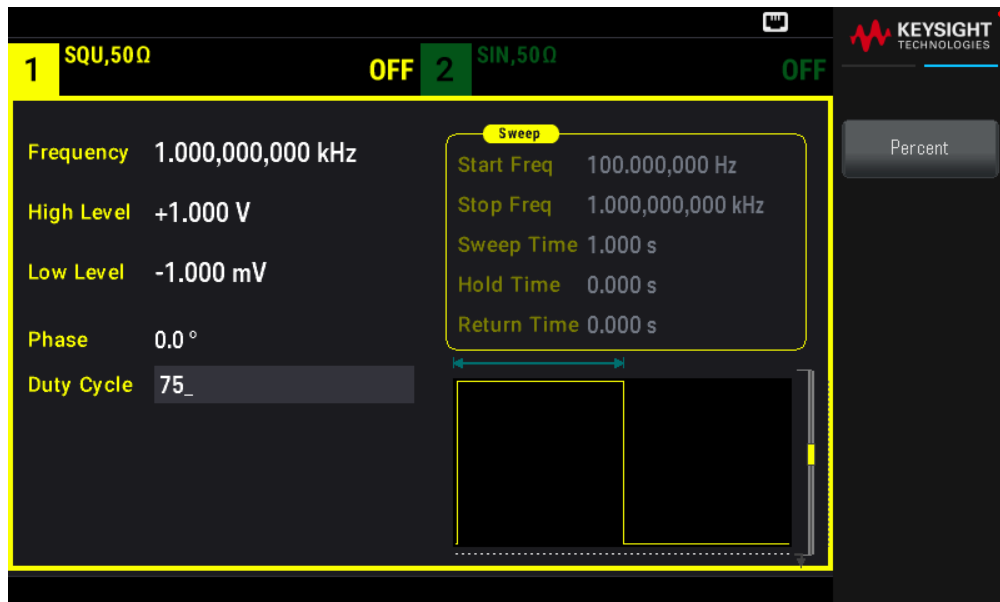 KEYSIGHT
TECHNOLOGIES
1 SQU,50Ω OFF
2 SIN,50Ω OFF
Frequency 1.000,000,000 kHz
High Level +1.000 V
Low Level -1.000 mV
Phase 0.0 °
Duty Cycle 75_
Sweep
Start Freq 100.000,000 Hz
Stop Freq 1.000,000,000 kHz
Sweep Time 1.000 s
Hold Time 0.000 s
Return Time 0.000 s
Percent